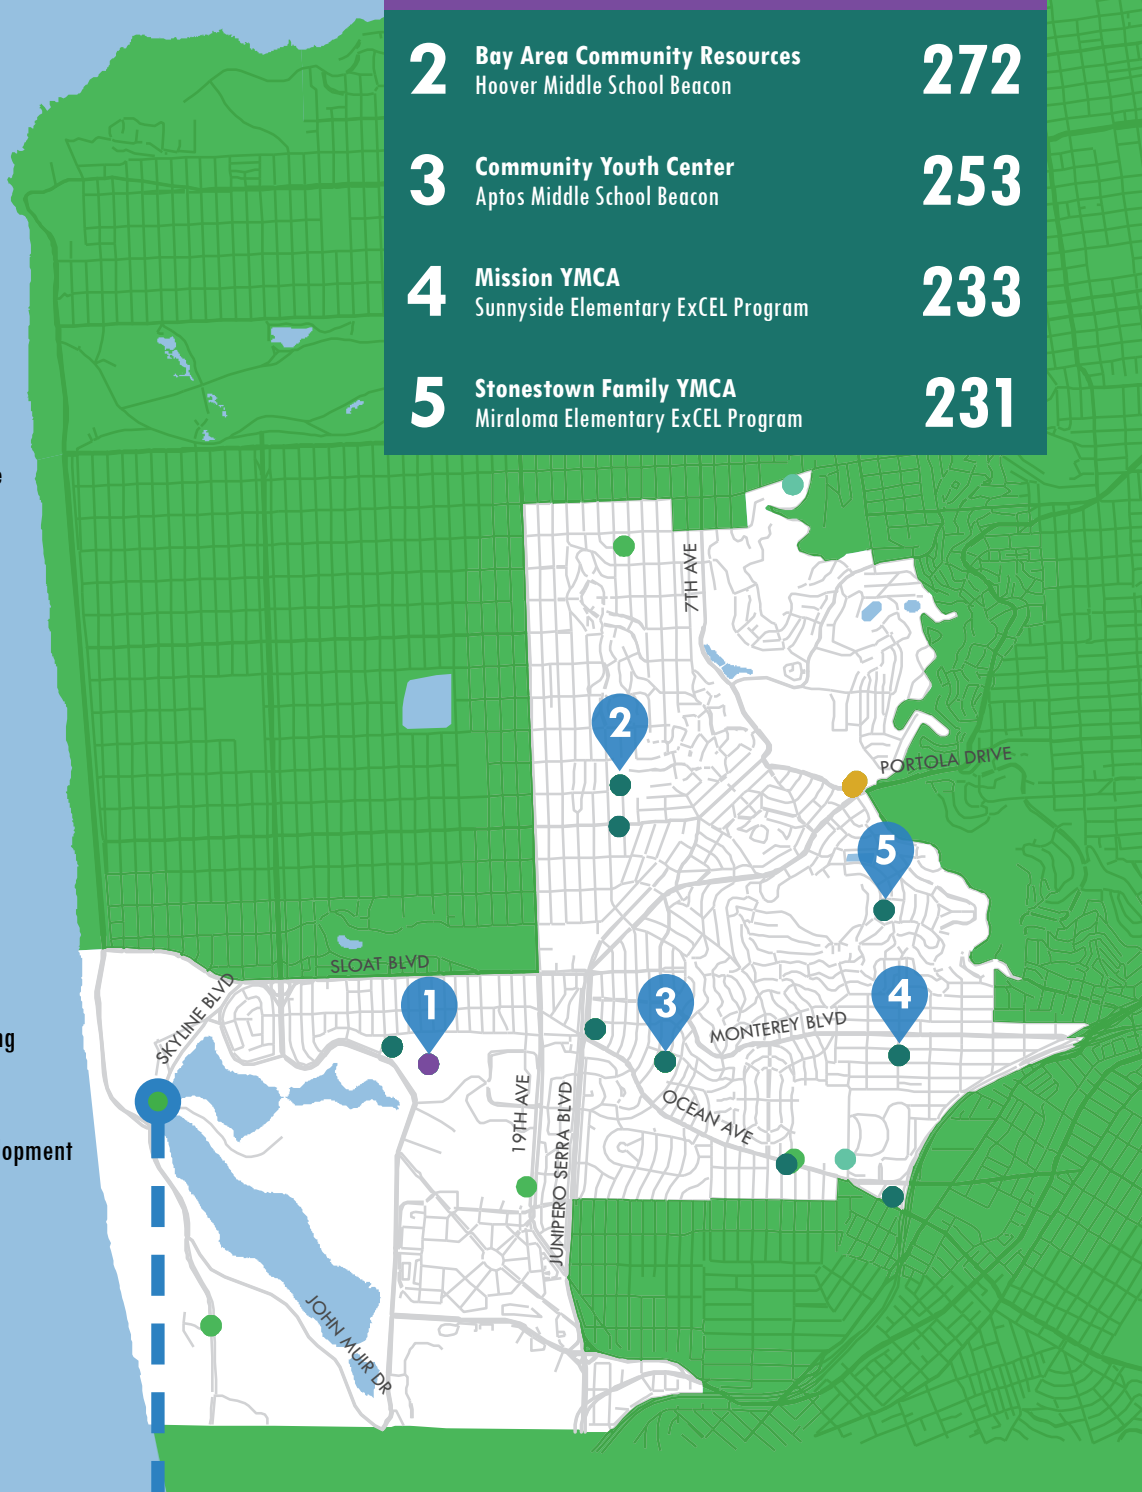 2 Bay Area Community Resources 272
Hoover Middle School Beacon
3 Community Youth Center 253
Aptos Middle School Beacon
4 Mission YMCA 233
Sunnyside Elementary ExCEL Program
5 Stonestown Family YMCA 231
Miraloma Elementary ExCEL Program
7TH AVE
2
PORTOLA DRIVE
5
SLOAT BLVD
SKYLINE BLVD
1
3
4
MONTEREY BLVD
OCEAN AVE
19TH AVE
JUNIPERO SERRA BLVD
opment
JOHN MUIR DR